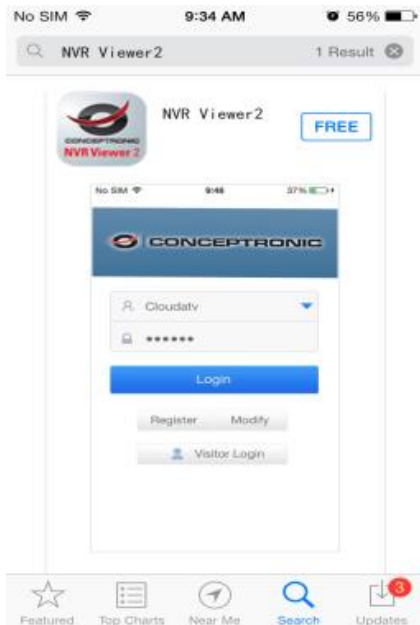 No SIM 9:34 AM 56%
NVR Viewer2 1 Result
NVR Viewer2
FREE
CONCEPTRONIC
NVR Viewer 2
No SIM 9:46 37%
CONCEPTRONIC
Cloudatv
******
Login
Register Modify
Visitor Login
3
Featured Top Charts Near Me Search Updates